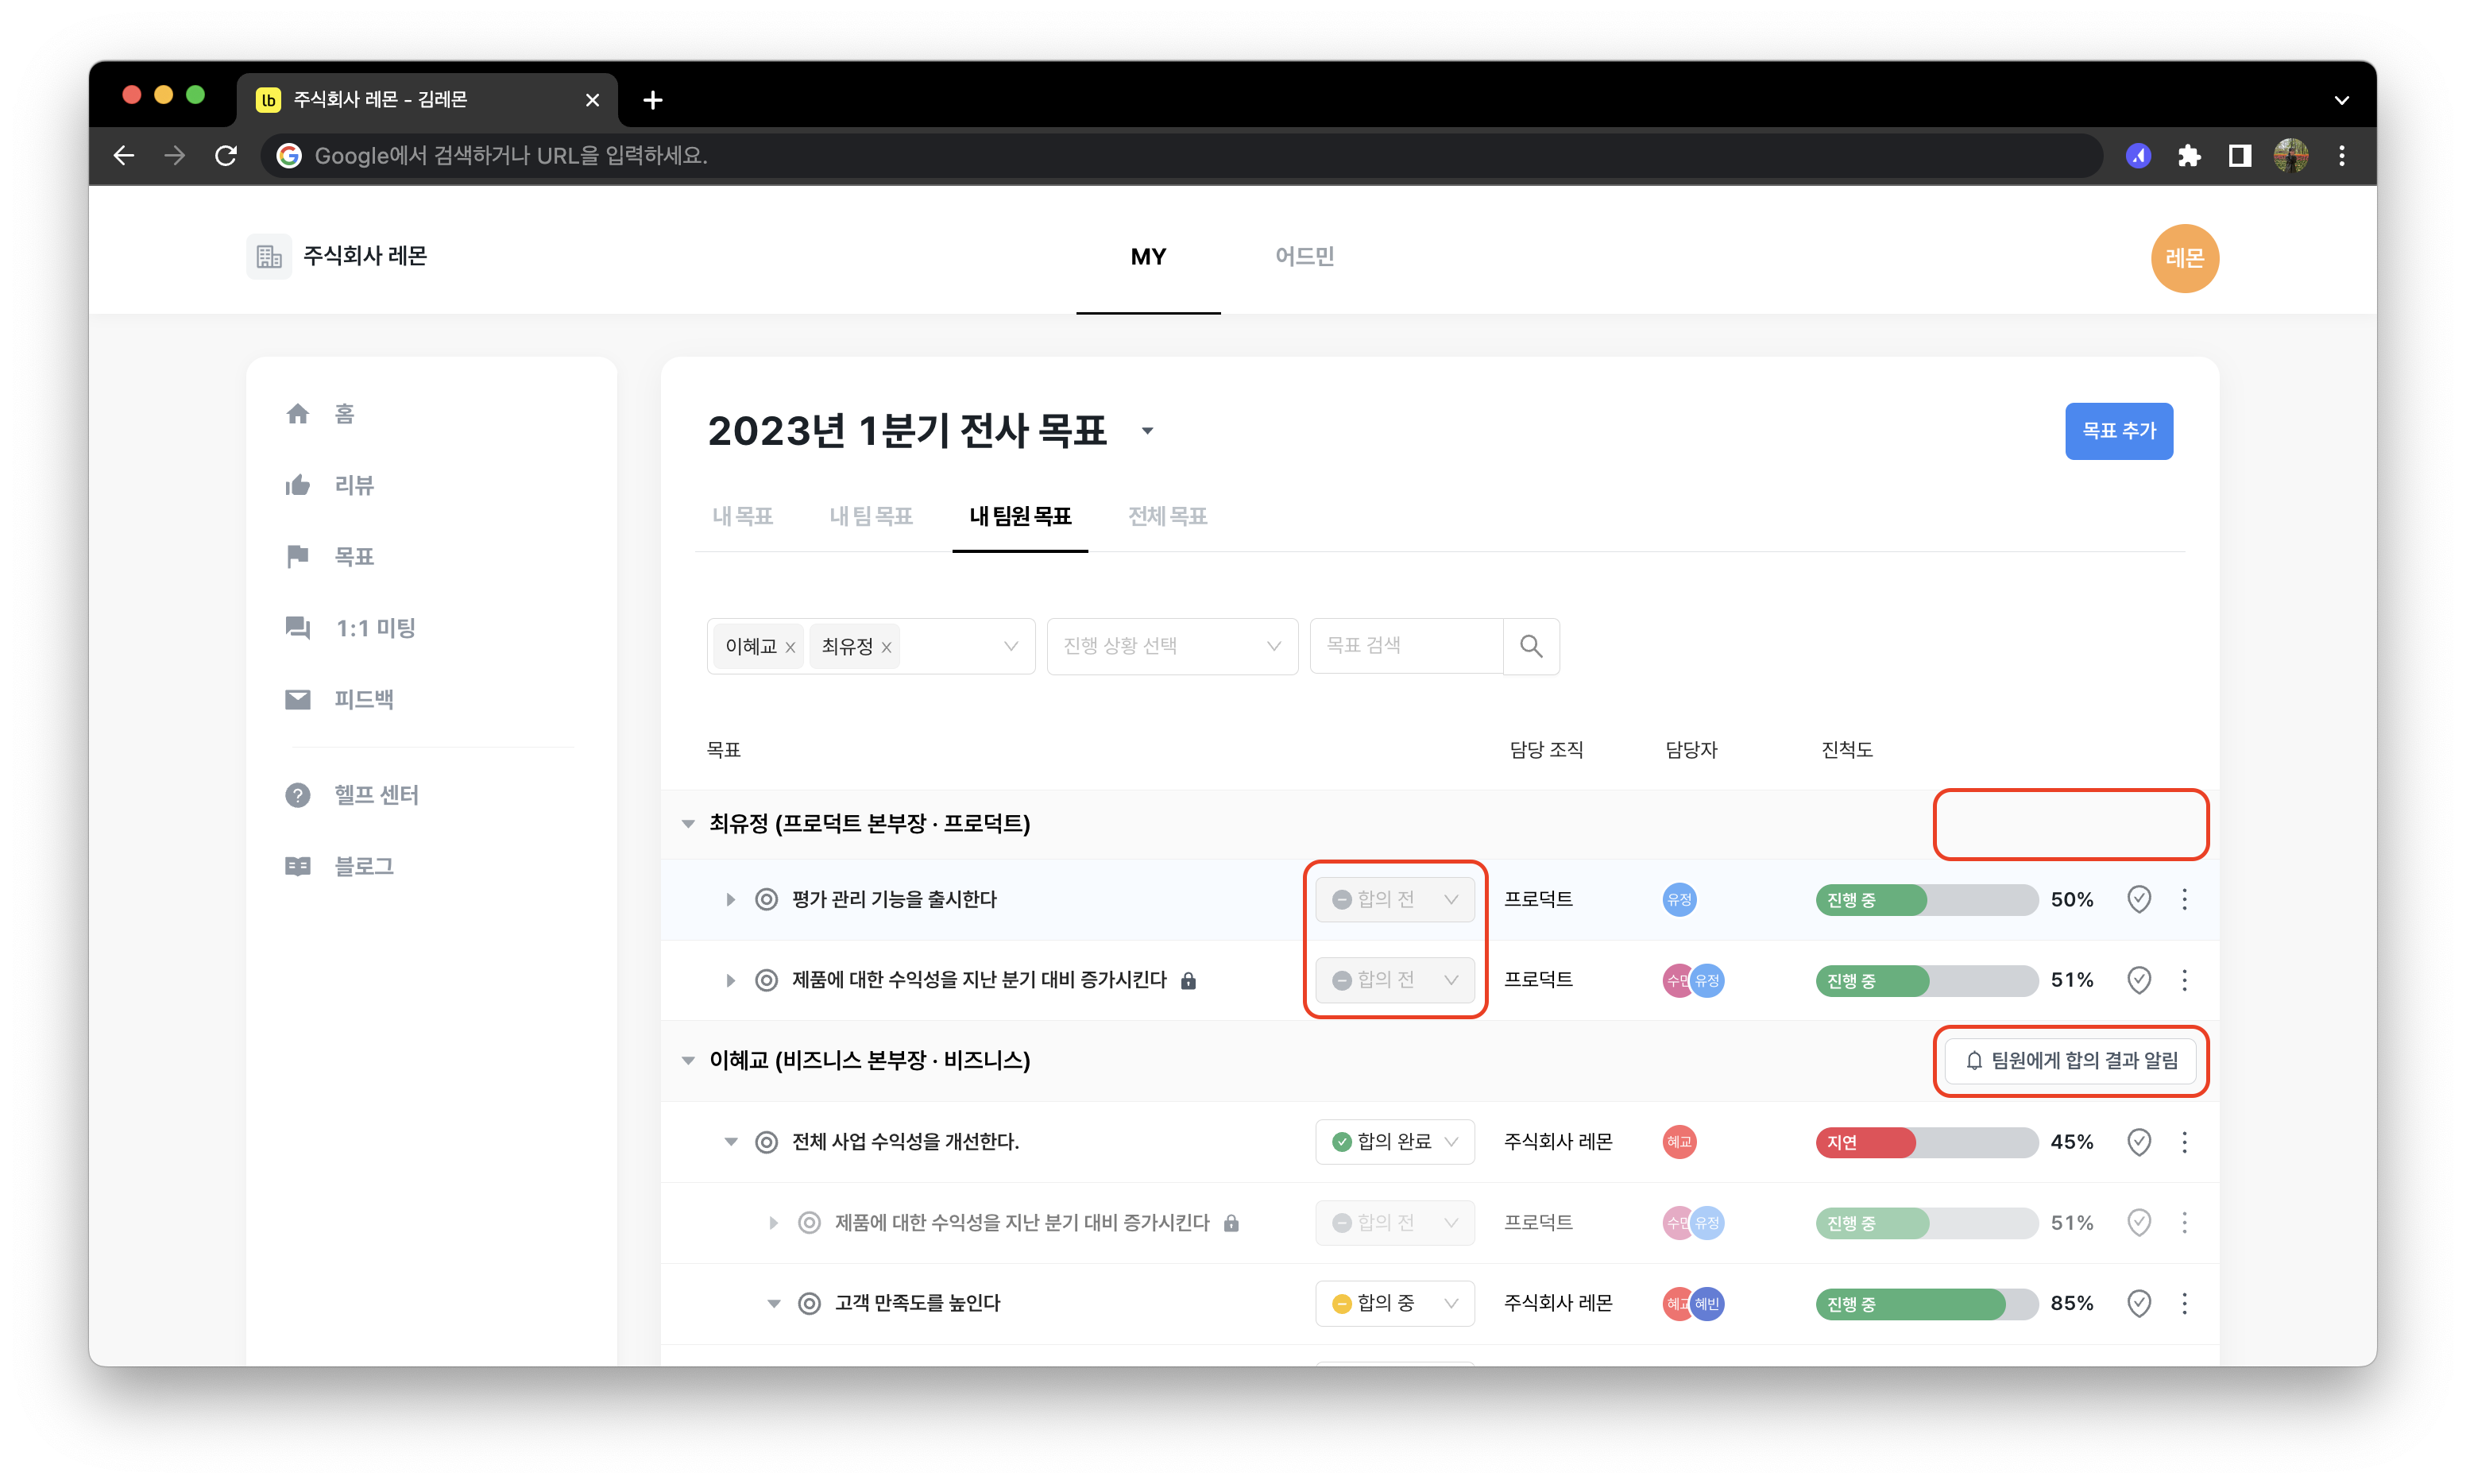 lb 주식회사 레몬 - 김레몬
Google에서 검색하거나 URL을 입력하세요.
주식회사 레몬
MY 어드민
레몬
홈
리뷰
목표
1:1 미팅
피드백
헬프 센터
블로그
2023년 1분기 전사 목표
목표 추가
내 목표 내 팀 목표 내 팀원 목표 전체 목표
이혜교 최유정 진행 상황 선택 목표 검색
목표 담당 조직 담당자 진척도
최유정 (프로덕트 본부장 · 프로덕트)
평가 관리 기능을 출시한다 합의 전 프로덕트 유정 진행 중 50%
제품에 대한 수익성을 지난 분기 대비 증가시킨다 합의 전 프로덕트 수민 유정 진행 중 51%
이혜교 (비즈니스 본부장 · 비즈니스) 팀원에게 합의 결과 알림
전체 사업 수익성을 개선한다. 합의 완료 주식회사 레몬 혜교 지연 45%
제품에 대한 수익성을 지난 분기 대비 증가시킨다 합의 전 프로덕트 수민 유정 진행 중 51%
고객 만족도를 높인다 합의 중 주식회사 레몬 혜교 혜빈 진행 중 85%